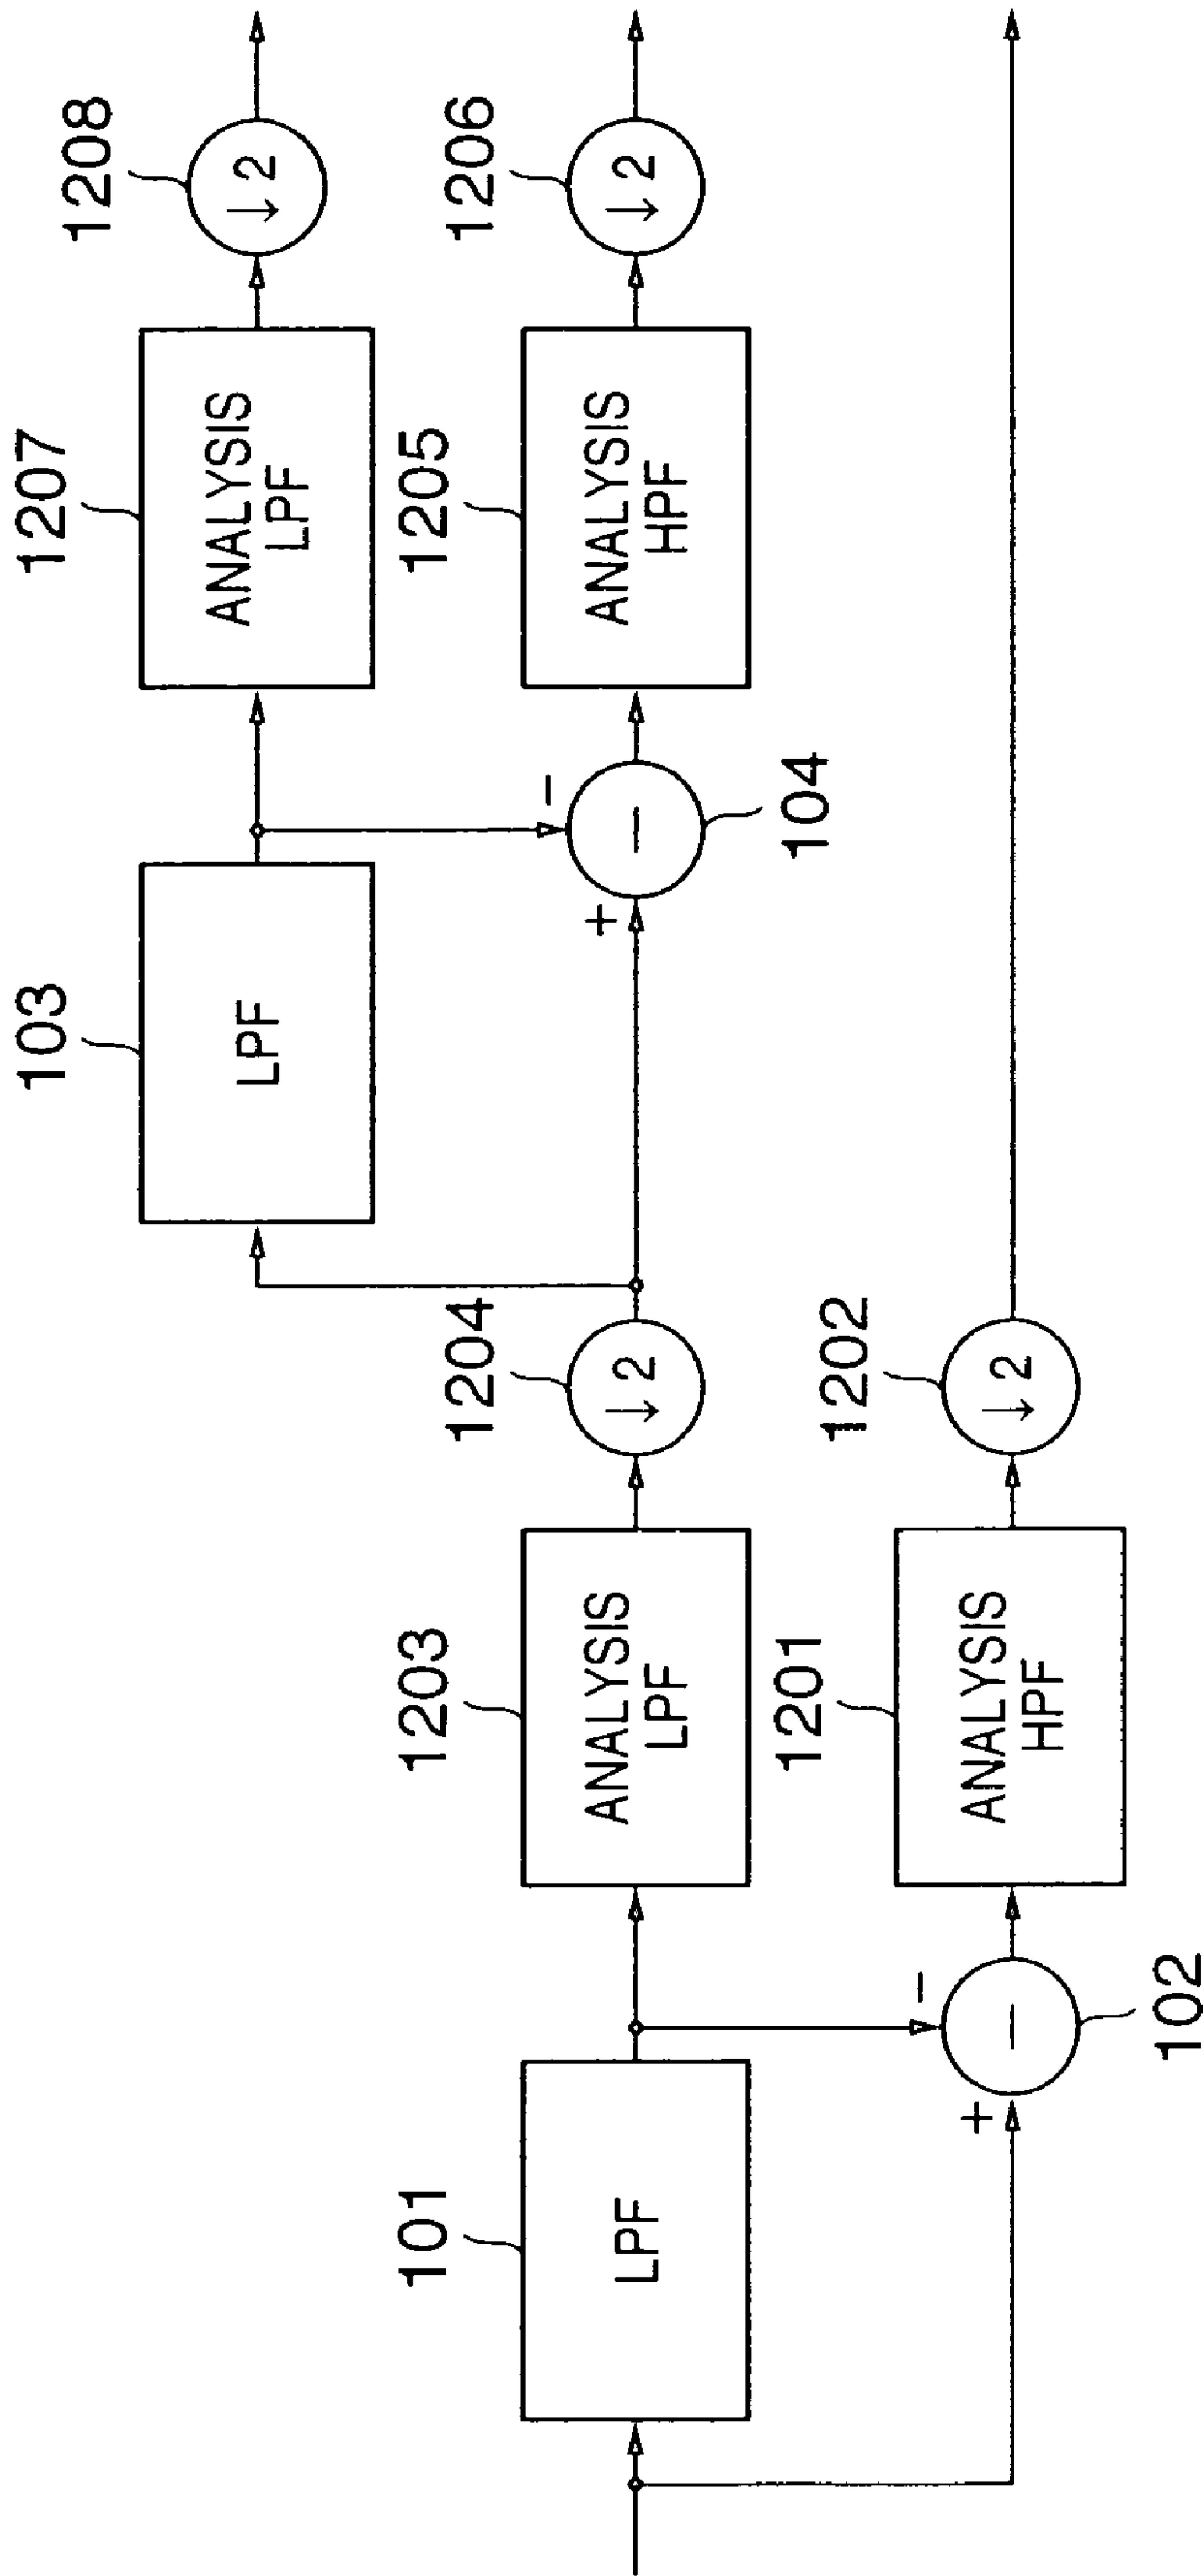 103
1207
1208
LPF
ANALYSIS
LPF
↓ 2
101
1203
1204
1205
1206
LPF
ANALYSIS
LPF
↓ 2
-
+
−
ANALYSIS
HPF
↓ 2
104
1201
1202
-
+
−
ANALYSIS
HPF
↓ 2
102